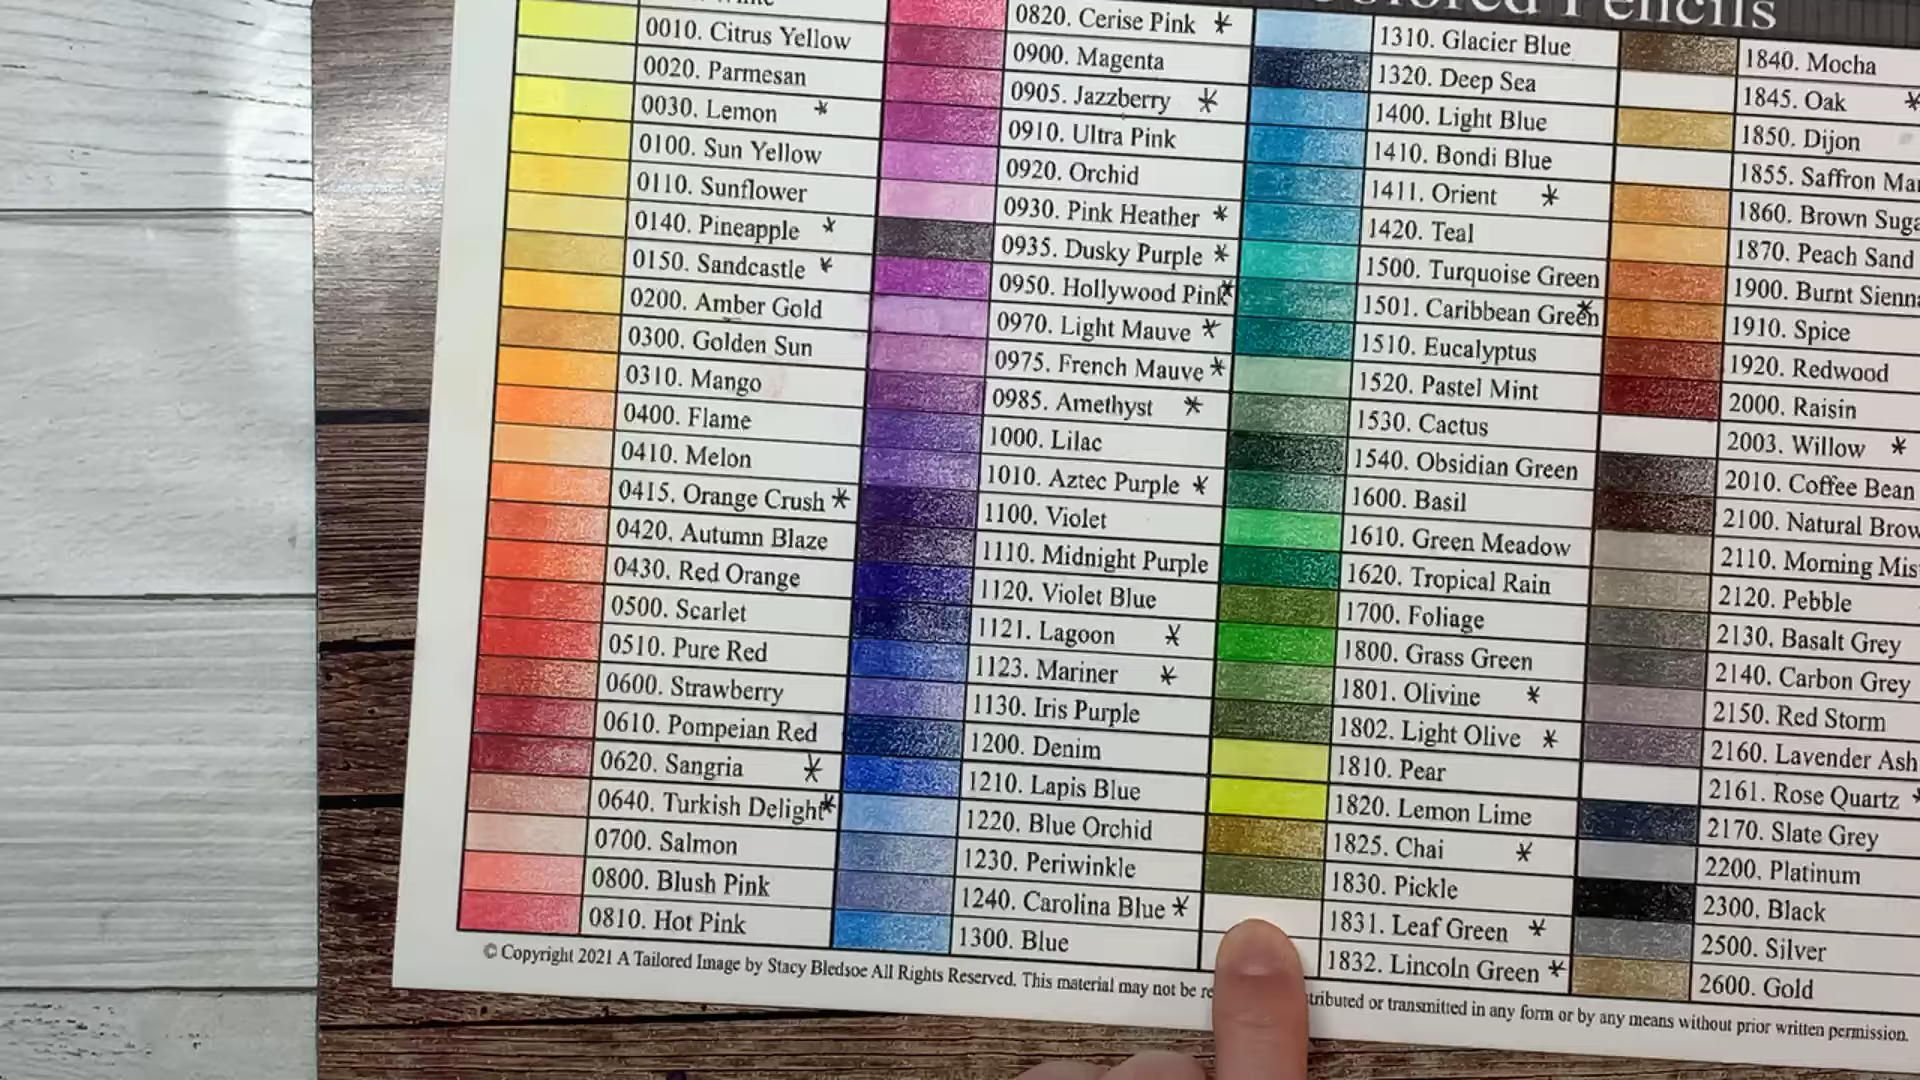 Colored Pencils
0010. Citrus Yellow
0020. Parmesan
0030. Lemon *
0100. Sun Yellow
0110. Sunflower
0140. Pineapple *
0150. Sandcastle *
0200. Amber Gold
0300. Golden Sun
0310. Mango
0400. Flame
0410. Melon
0415. Orange Crush *
0420. Autumn Blaze
0430. Red Orange
0500. Scarlet
0510. Pure Red
0600. Strawberry
0610. Pompeian Red
0620. Sangria *
0640. Turkish Delight *
0700. Salmon
0800. Blush Pink
0810. Hot Pink
0820. Cerise Pink *
0900. Magenta
0905. Jazzberry *
0910. Ultra Pink
0920. Orchid
0930. Pink Heather *
0935. Dusky Purple *
0950. Hollywood Pink *
0970. Light Mauve *
0975. French Mauve *
0985. Amethyst *
1000. Lilac
1010. Aztec Purple *
1100. Violet
1110. Midnight Purple
1120. Violet Blue
1121. Lagoon *
1123. Mariner *
1130. Iris Purple
1200. Denim
1210. Lapis Blue
1220. Blue Orchid
1230. Periwinkle
1240. Carolina Blue *
1300. Blue
1310. Glacier Blue
1320. Deep Sea
1400. Light Blue
1410. Bondi Blue
1411. Orient *
1420. Teal
1500. Turquoise Green
1501. Caribbean Green *
1510. Eucalyptus
1520. Pastel Mint
1530. Cactus
1540. Obsidian Green
1600. Basil
1610. Green Meadow
1620. Tropical Rain
1700. Foliage
1800. Grass Green
1801. Olivine *
1802. Light Olive *
1810. Pear
1820. Lemon Lime
1825. Chai *
1830. Pickle
1831. Leaf Green *
1832. Lincoln Green *
1840. Mocha
1845. Oak *
1850. Dijon
1855. Saffron
1860. Brown
1870. Peach Sand
1900. Burnt
1910. Spice
1920. Redwood
2000. Raisin
2003. Willow *
2010. Coffee Bean
2100. Natural
2110. Morning
2120. Pebble
2130. Basalt Grey
2140. Carbon Grey
2150. Red Storm
2160. Lavender Ash
2161. Rose Quartz *
2170. Slate Grey
2200. Platinum
2300. Black
2500. Silver
2600. Gold
© Copyright 2021 A Tailored Image by Stacy Bledsoe All Rights Reserved. This material may not be or transmitted in any form or by any means without prior written permission.